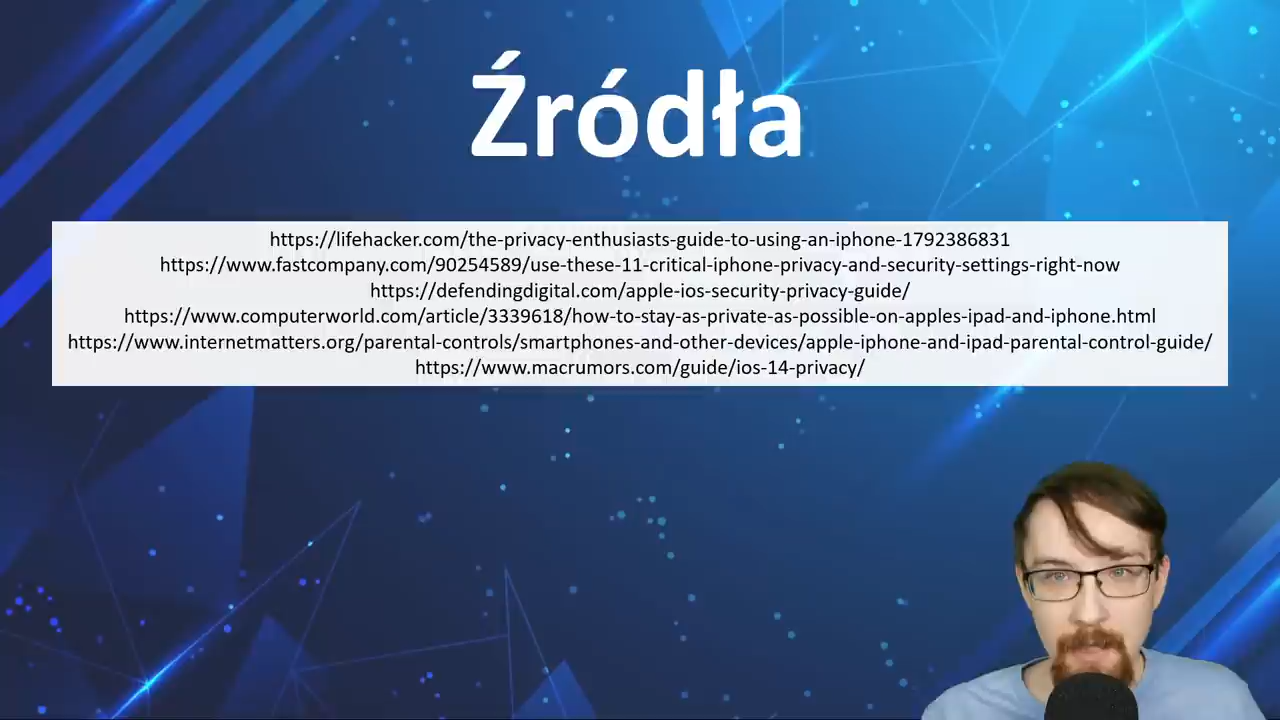 Źródła
https://lifehacker.com/the-privacy-enthusiasts-guide-to-using-an-iphone-1792386831
https://www.fastcompany.com/90254589/use-these-11-critical-iphone-privacy-and-security-settings-right-now
https://defendingdigital.com/apple-ios-security-privacy-guide/
https://www.computerworld.com/article/3339618/how-to-stay-as-private-as-possible-on-apples-ipad-and-iphone.html
https://www.internetmatters.org/parental-controls/smartphones-and-other-devices/apple-iphone-and-ipad-parental-control-guide/
https://www.macrumors.com/guide/ios-14-privacy/